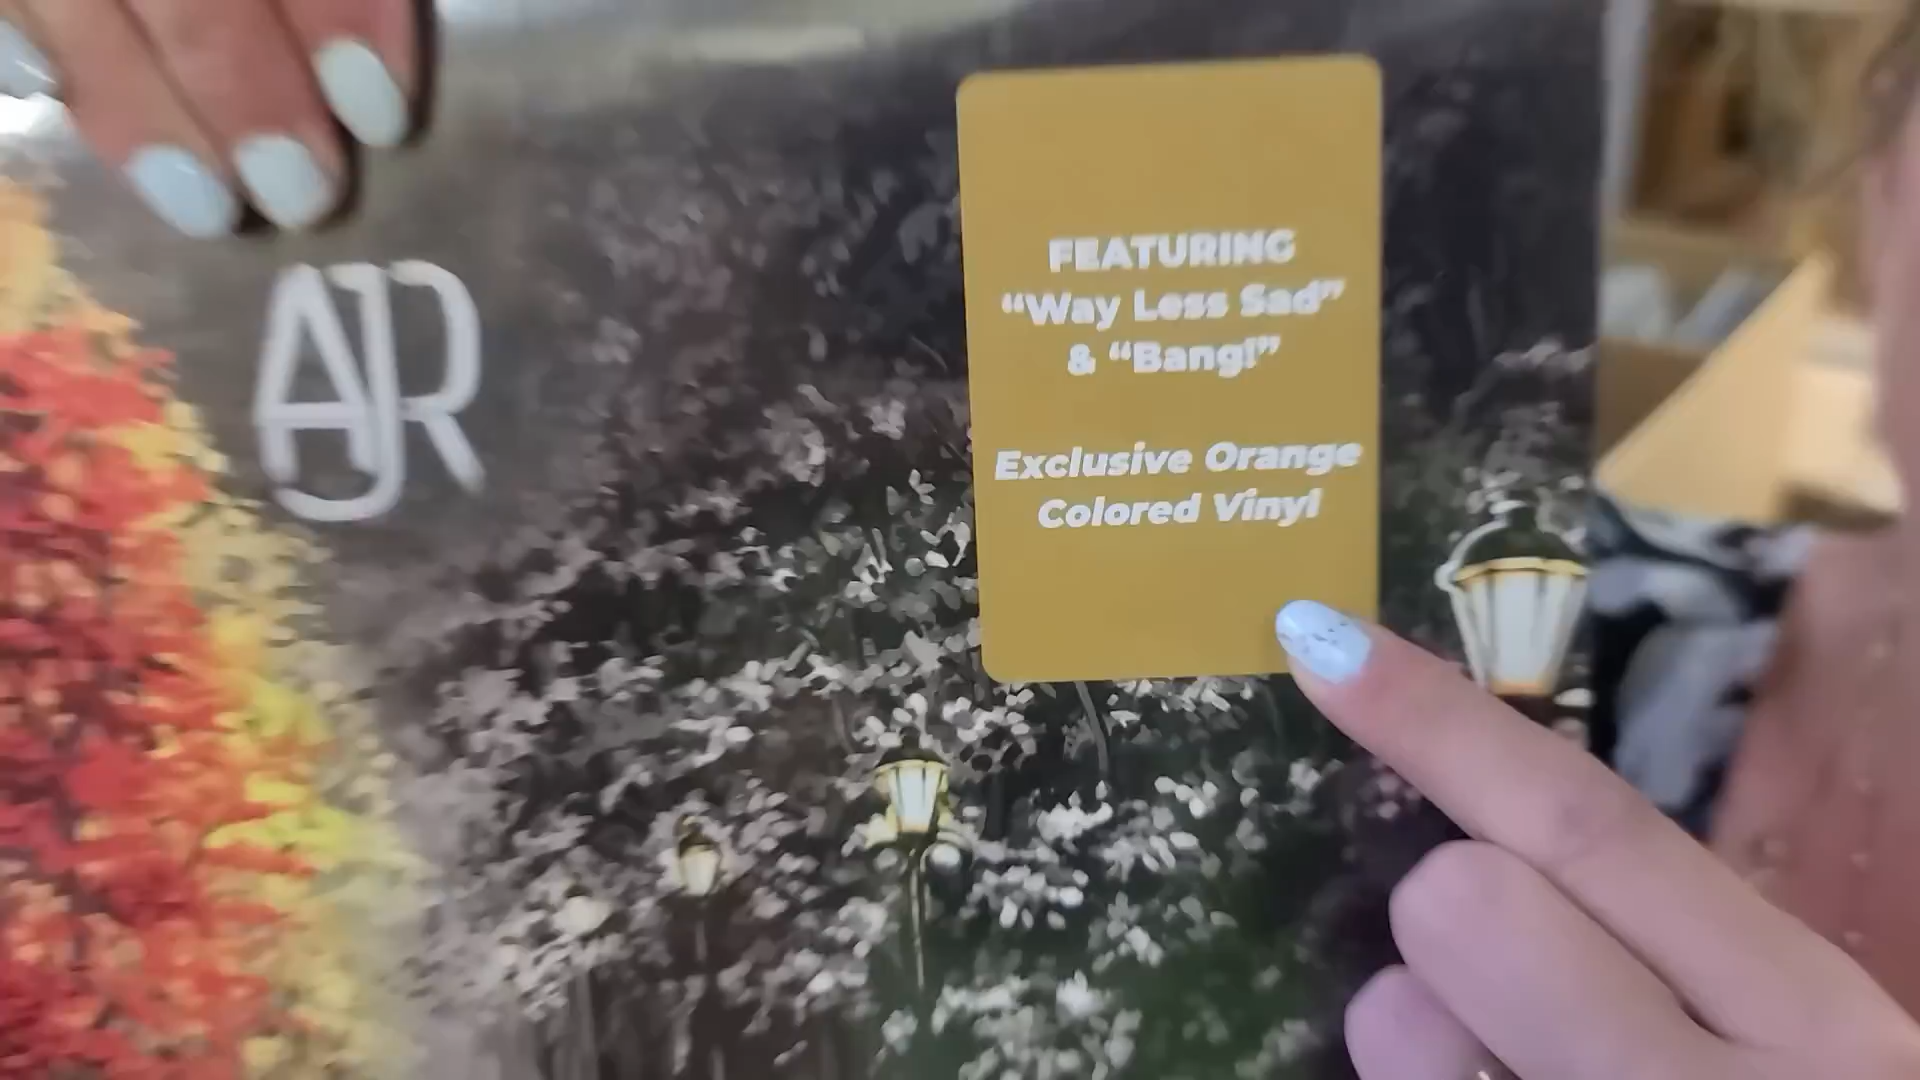 AJR
FEATURING
“Way Less Sad”
& “Bang!”
Exclusive Orange
Colored Vinyl